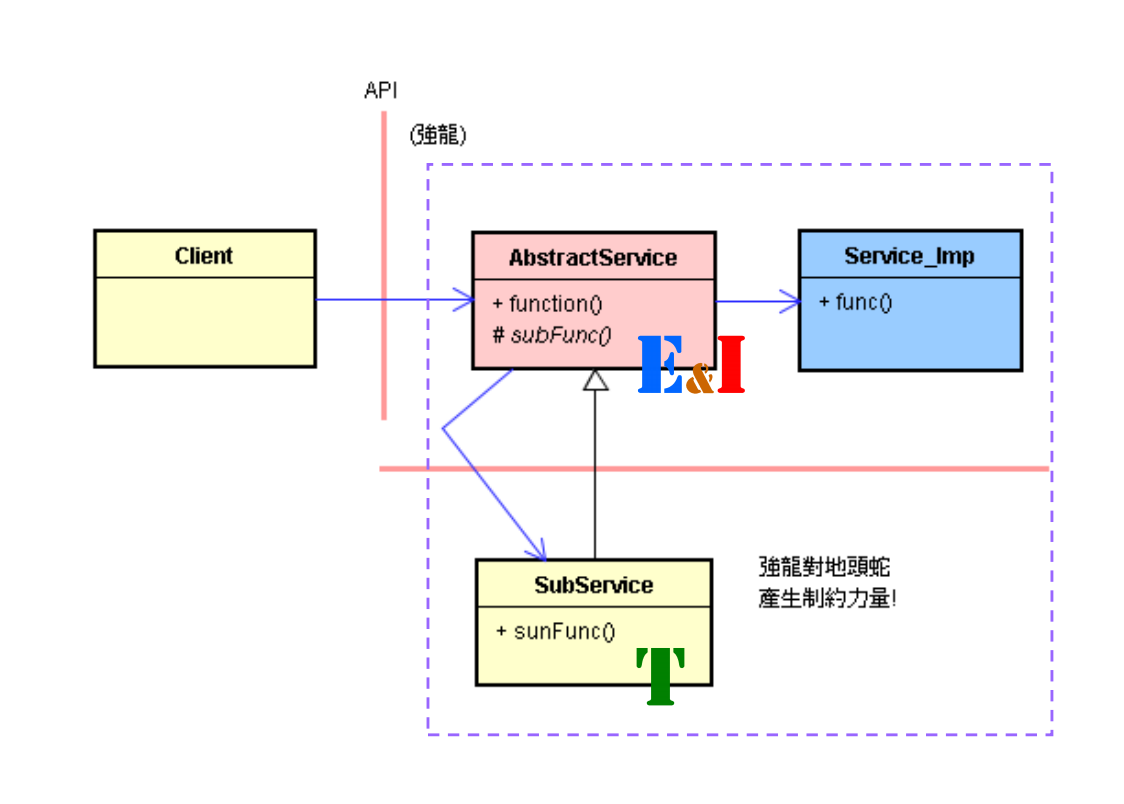 API
(強龍)
Client
AbstractService
+ function()
# subFunc()
E&I
Service_Imp
+ func()
SubService
+ sunFunc()
T
強龍對地頭蛇
產生制約力量!